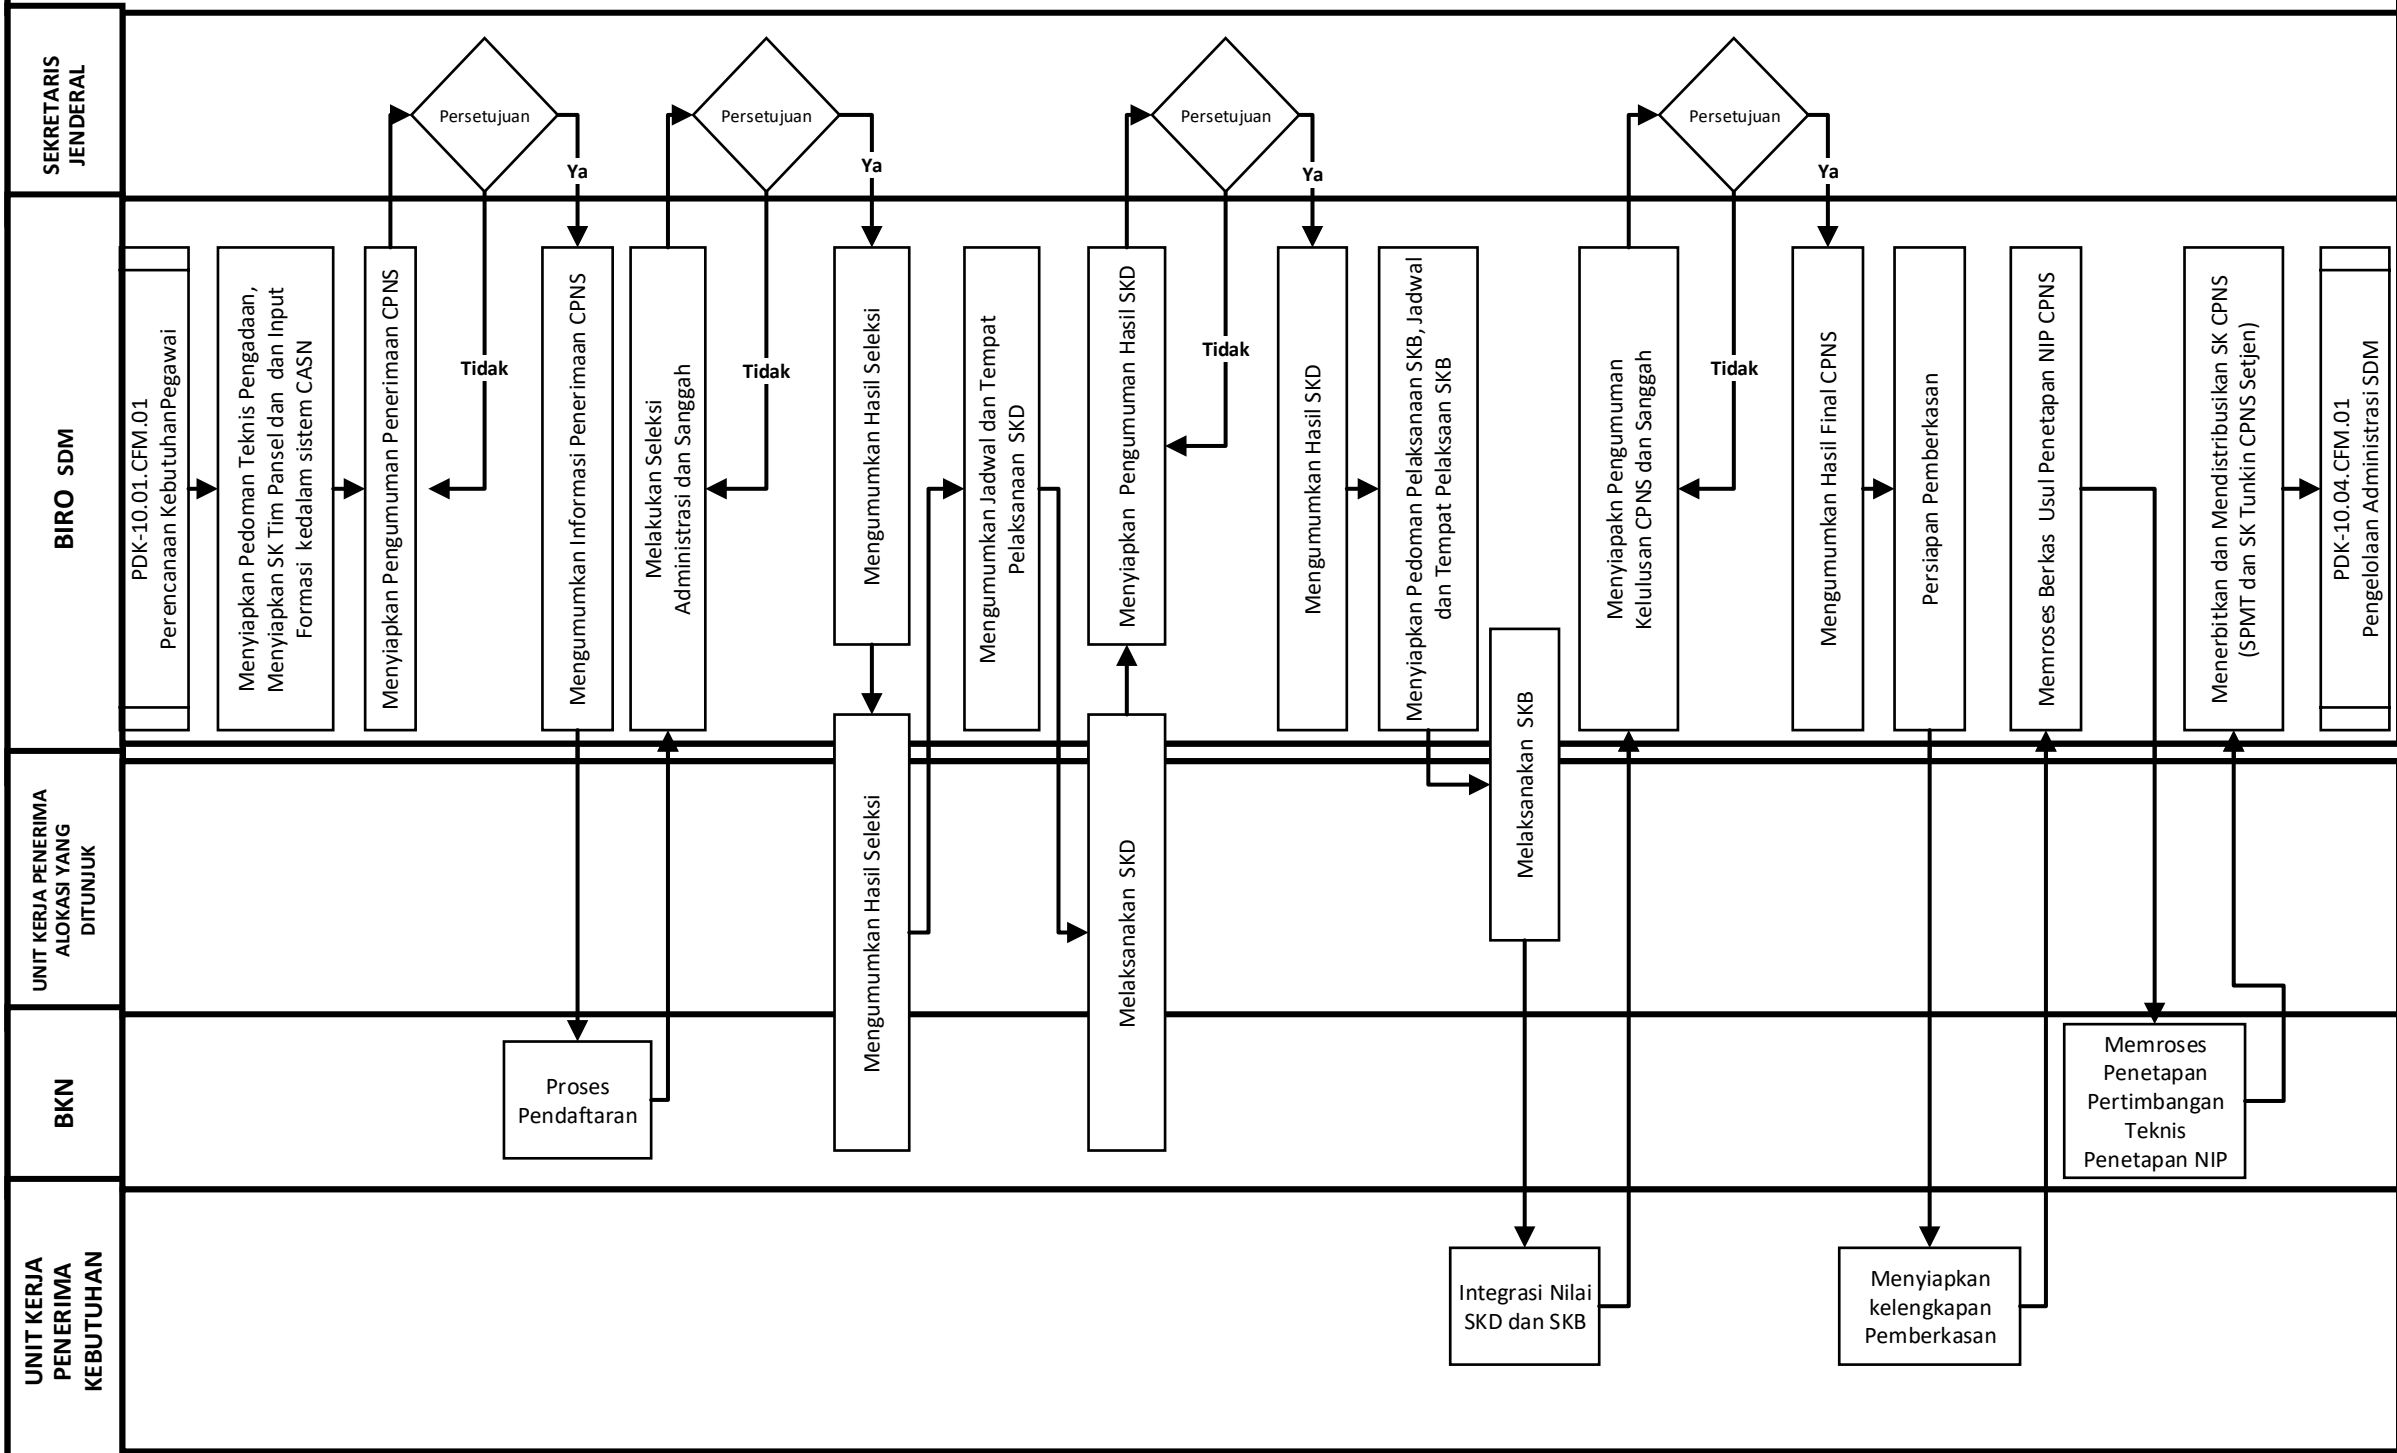 SEKRETARIS
JENDERAL
Persetujuan
Ya
Tidak
Persetujuan
Ya
Tidak
Persetujuan
Ya
Tidak
Persetujuan
Ya
Tidak
BIRO SDM
PDK-10.01.CFM.01
Perencanaan KebutuhanPegawai
Menyiapkan Pedoman Teknis Pengadaan,
Menyiapkan SK Tim Pansel dan dan Input
Formasi kedalam sistem CASN
Menyiapkan Pengumuman Penerimaan CPNS
Mengumumkan Informasi Penerimaan CPNS
Melakukan Seleksi
Administrasi dan Sanggah
Mengumumkan Hasil Seleksi
Mengumumkan Jadwal dan Tempat
Pelaksanaan SKD
Menyiapkan Pengumuman Hasil SKD
Mengumumkan Hasil SKD
Menyiapkan Pedoman Pelaksanaan SKB, Jadwal
dan Tempat Pelaksaan SKB
Melaksanakan SKB
Menyiapakn Pengumuman
Kelulusan CPNS dan Sanggah
Mengumumkan Hasil Final CPNS
Persiapan Pemberkasan
Memroses Berkas Usul Penetapan NIP CPNS
Menerbitkan dan Mendistribusikan SK CPNS
(SPMT dan SK Tunkin CPNS Setjen)
PDK-10.04.CFM.01
Pengelolaan Administrasi SDM
UNIT KERJA PENERIMA
ALOKASI YANG
DITUNJUK
Mengumumkan Hasil Seleksi
Melaksanakan SKD
BKN
Proses
Pendaftaran
Memroses
Penetapan
Pertimbangan
Teknis
Penetapan NIP
UNIT KERJA
PENERIMA
KEBUTUHAN
Integrasi Nilai
SKD dan SKB
Menyiapkan
kelengkapan
Pemberkasan